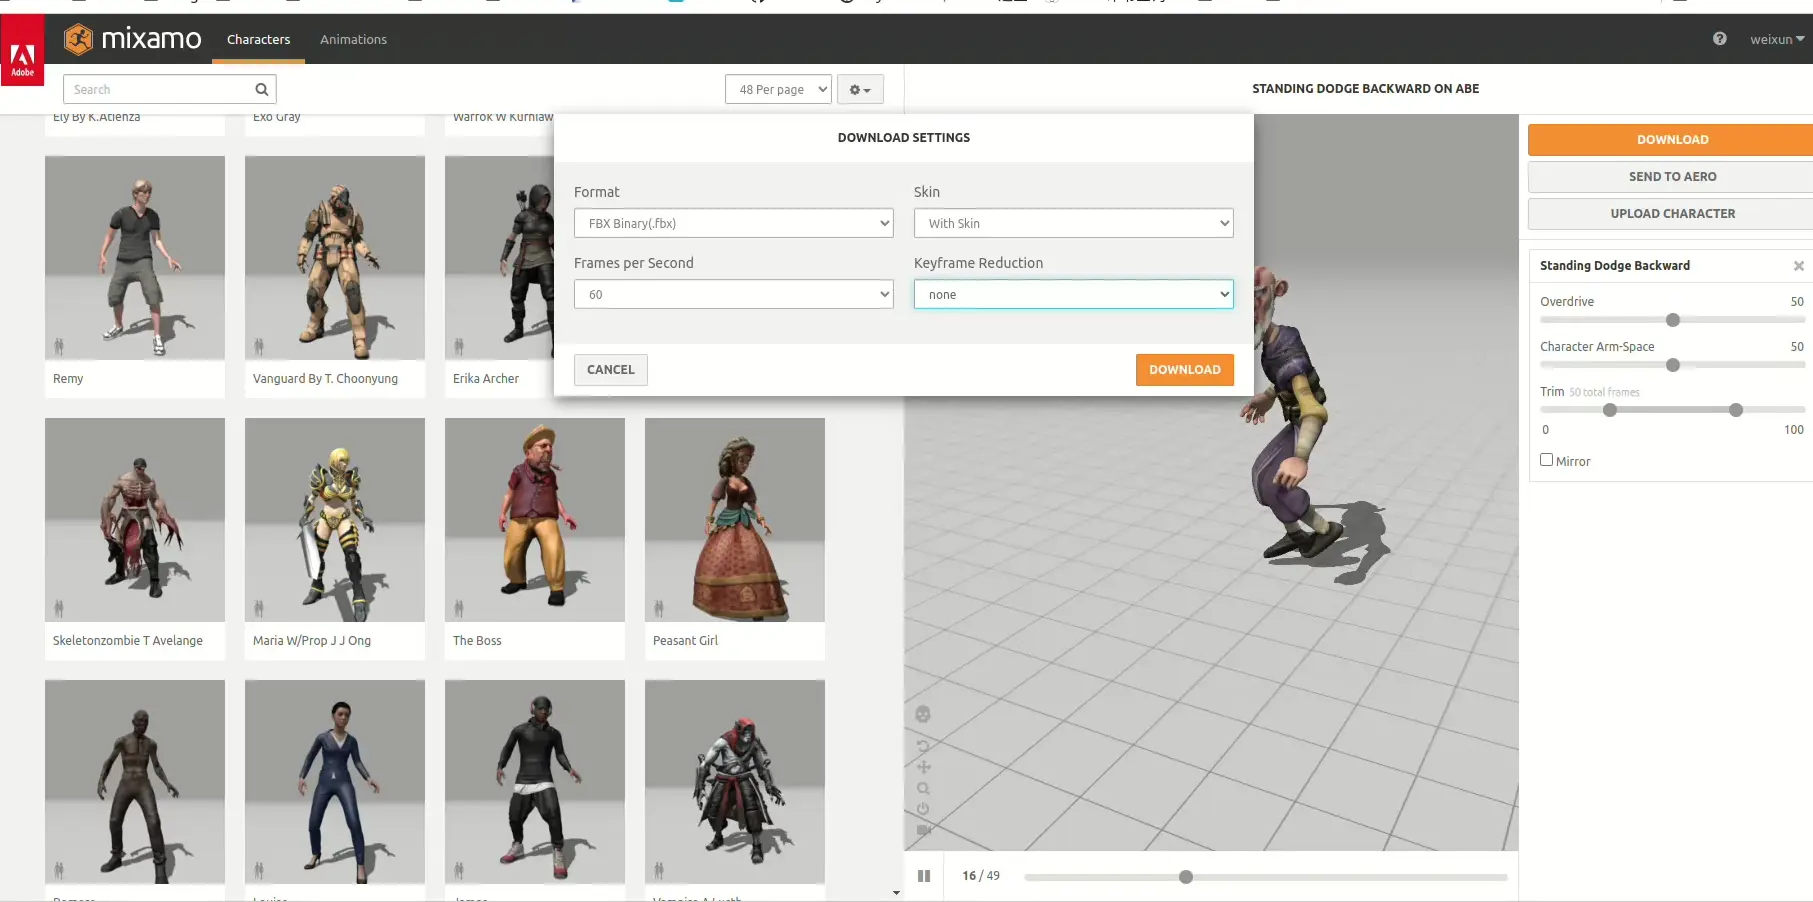 Adobe
mixamo
Characters
Animations
weixun
Search
48 Per page
STANDING DODGE BACKWARD ON ABE
Ely By K.Atienza
Exo Gray
Warrok W Kurniaw
DOWNLOAD SETTINGS
Format
Skin
FBX Binary(.fbx)
With Skin
Frames per Second
Keyframe Reduction
60
none
CANCEL
DOWNLOAD
DOWNLOAD
SEND TO AERO
UPLOAD CHARACTER
Standing Dodge Backward
Overdrive 50
Character Arm-Space 50
Trim 50 total frames
0 100
Mirror
Remy
Vanguard By T. Choonyung
Erika Archer
Skeletonzombie T Avelange
Maria W/Prop J J Ong
The Boss
Peasant Girl
16 / 49